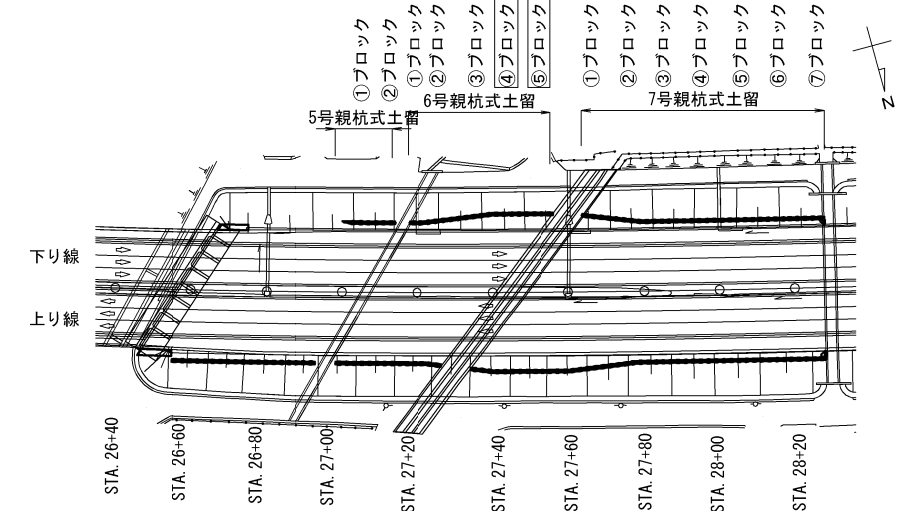 ①ブロック
②ブロック
①ブロック
②ブロック
③ブロック
④ブロック
⑤ブロック
①ブロック
②ブロック
③ブロック
④ブロック
⑤ブロック
⑥ブロック
⑦ブロック
N
5号親杭式土留
6号親杭式土留
7号親杭式土留
下り線
上り線
STA. 26+40
STA. 26+60
STA. 26+80
STA. 27+00
STA. 27+20
STA. 27+40
STA. 27+60
STA. 27+80
STA. 28+00
STA. 28+20